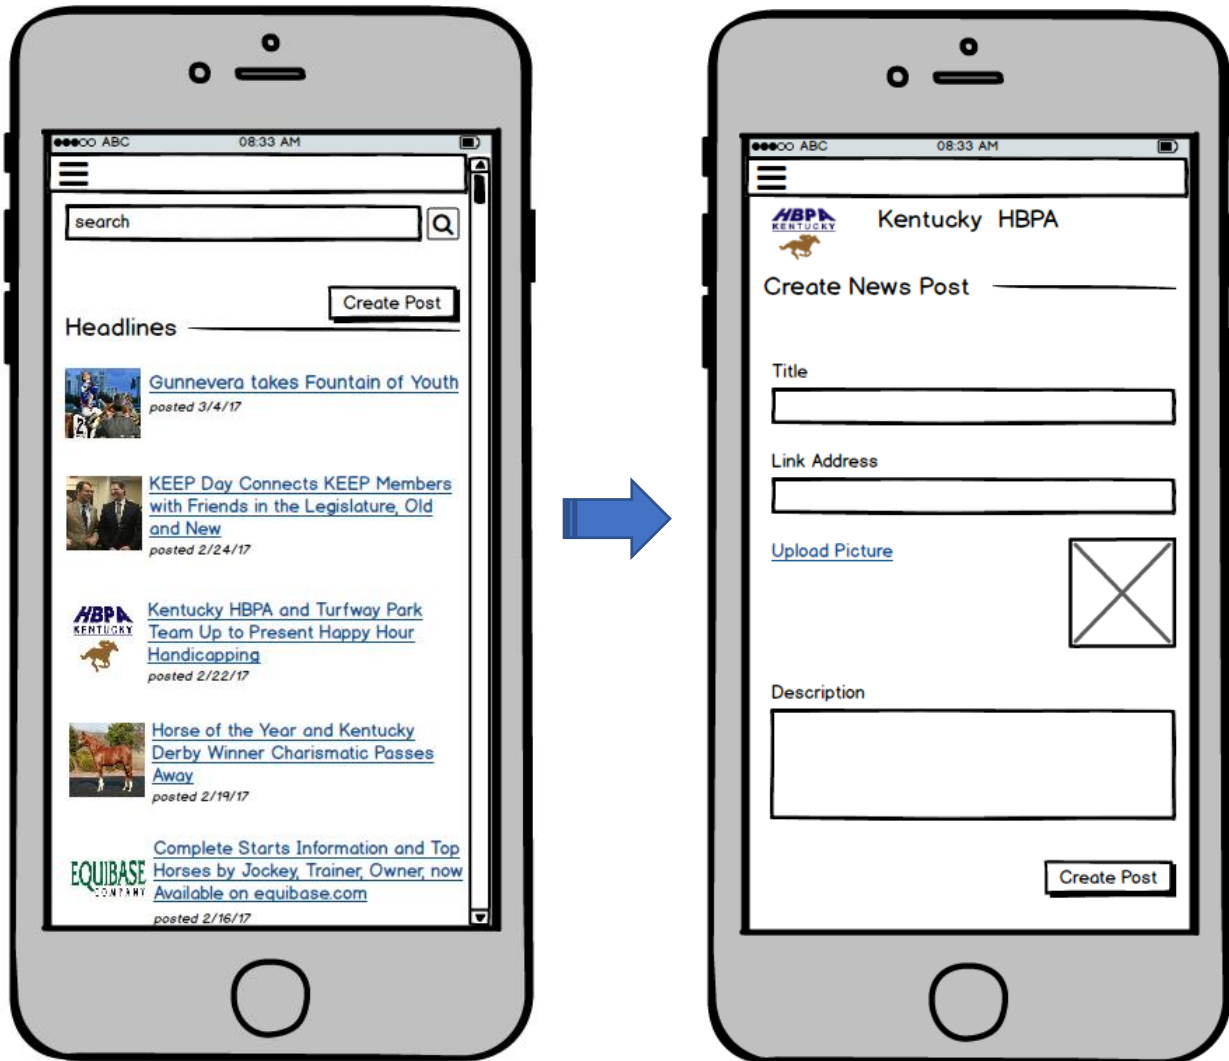 ABC 08:33 AM
search
Create Post
Headlines
Gunnevera takes Fountain of Youth
posted 3/4/17
KEEP Day Connects KEEP Members
with Friends in the Legislature, Old
and New
posted 2/24/17
HBPA
KENTUCKY
Kentucky HBPA and Turfway Park
Team Up to Present Happy Hour
Handicapping
posted 2/22/17
Horse of the Year and Kentucky
Derby Winner Charismatic Passes
Away
posted 2/19/17
EQUIBASE
COMPANY
Complete Starts Information and Top
Horses by Jockey, Trainer, Owner, now
Available on equibase.com
posted 2/16/17
ABC 08:33 AM
HBPA
KENTUCKY
Kentucky HBPA
Create News Post
Title
Link Address
Upload Picture
Description
Create Post